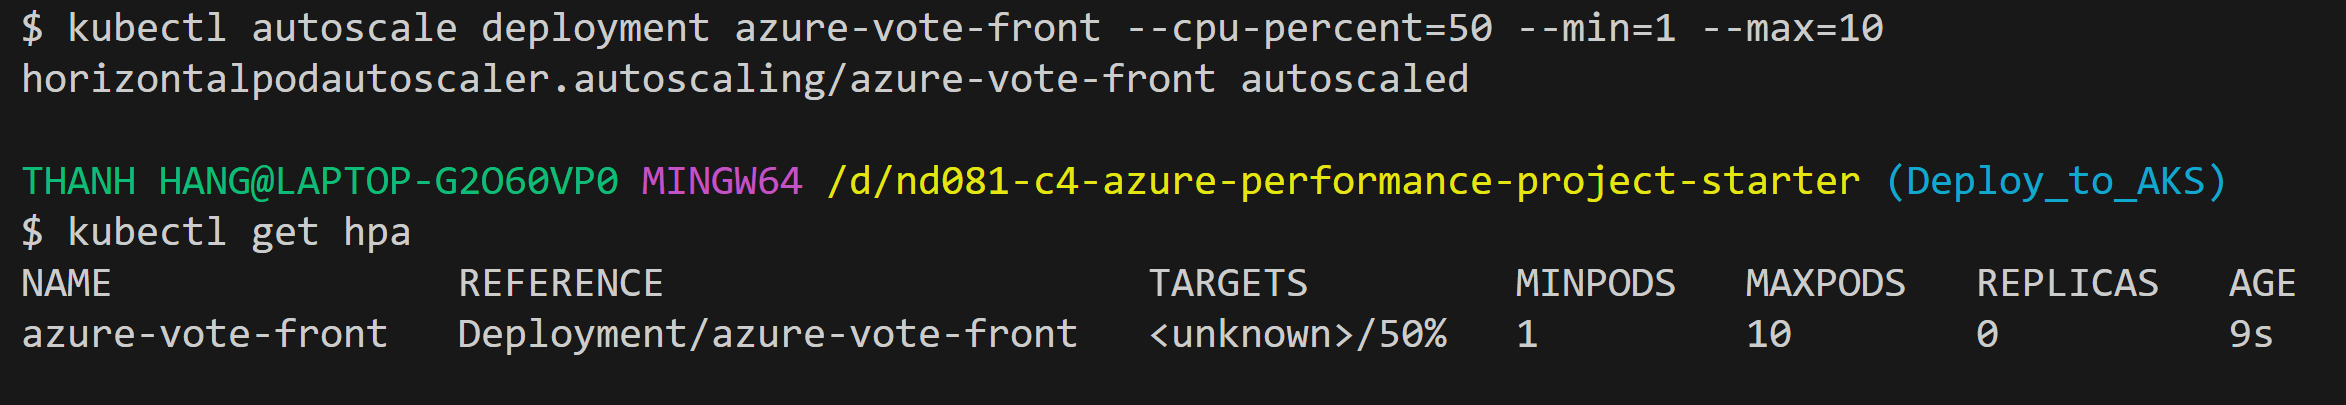 $ kubectl autoscale deployment azure-vote-front --cpu-percent=50 --min=1 --max=10
horizontalpodautoscaler.autoscaling/azure-vote-front autoscaled
THANH HANG@LAPTOP-G2O60VP0 MINGW64 /d/nd081-c4-azure-performance-project-starter (Deploy_to_AKS)
$ kubectl get hpa
NAME REFERENCE TARGETS MINPODS MAXPODS REPLICAS AGE
azure-vote-front Deployment/azure-vote-front <unknown>/50% 1 10 0 9s